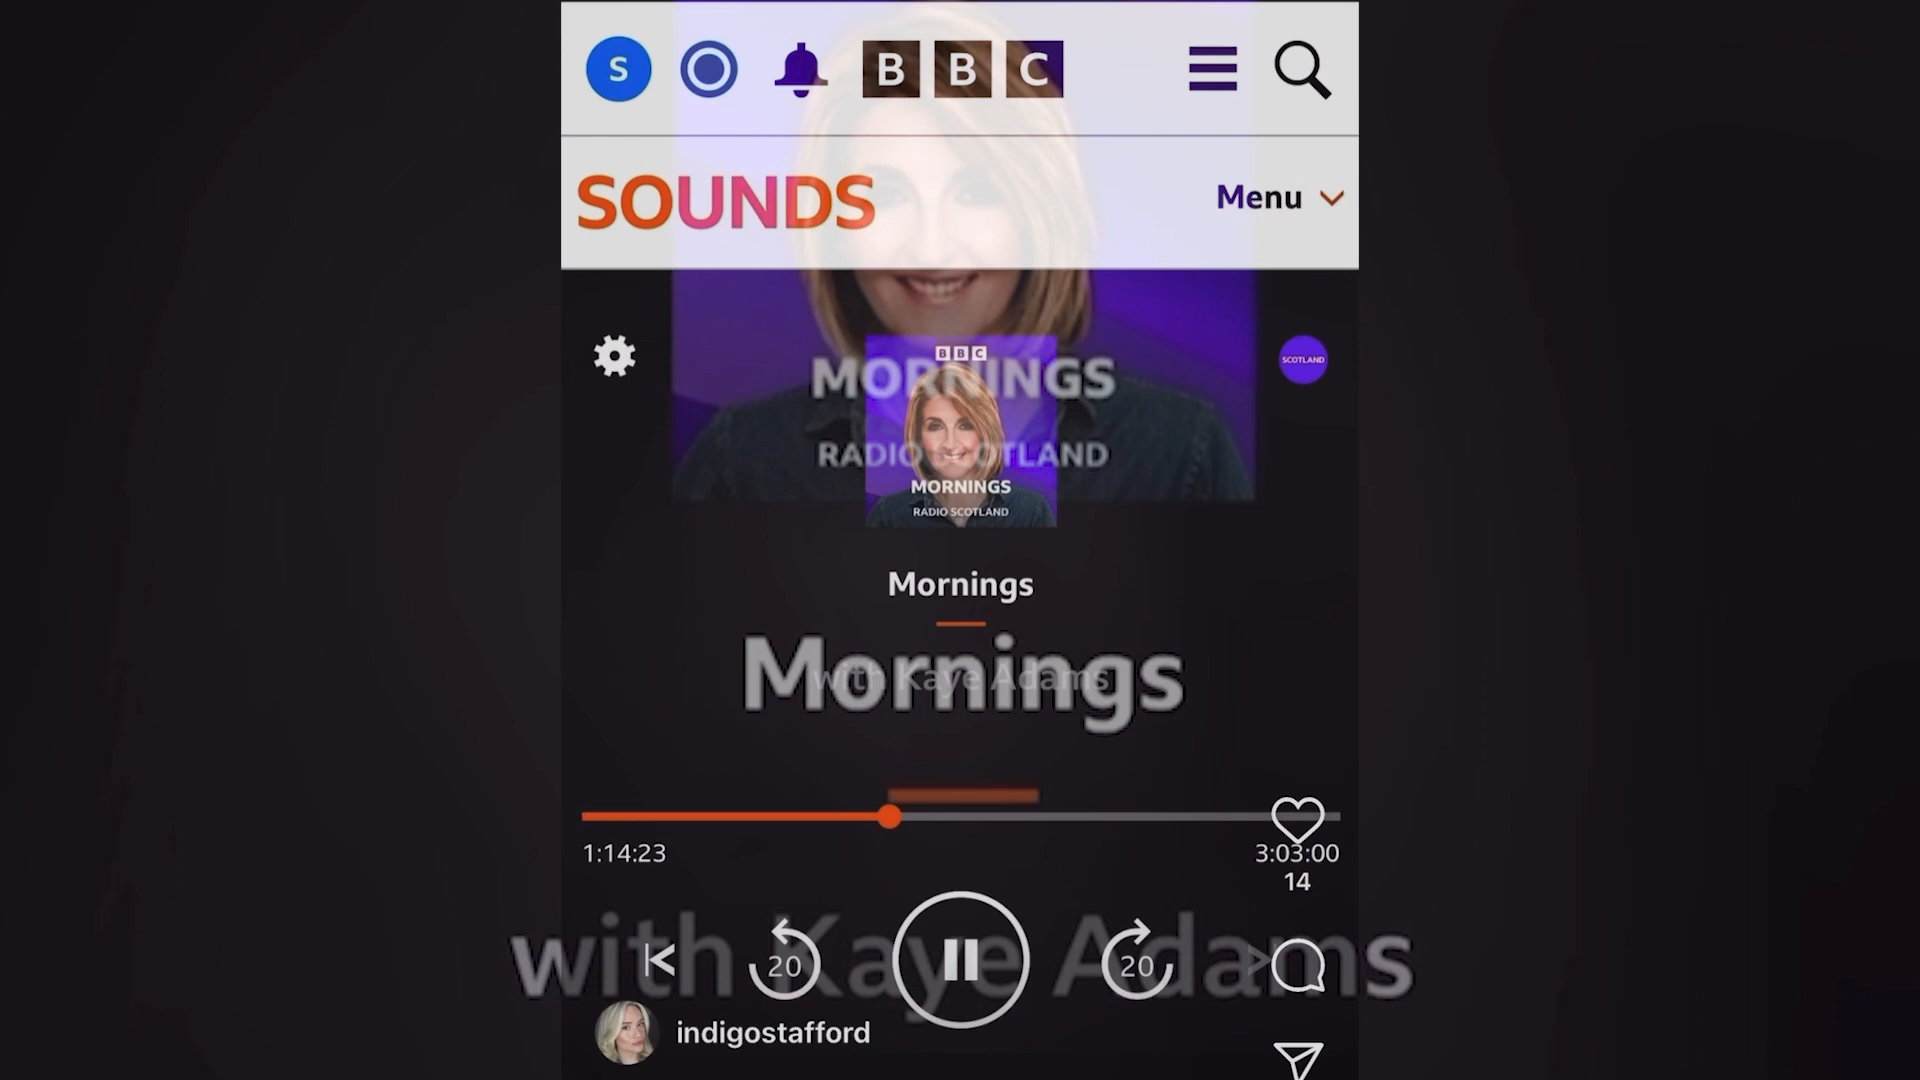 S BBC
SOUNDS Menu
SCOTLAND
BBC
MORNINGS
RADIO SCOTLAND
MORNINGS
RADIO SCOTLAND
Mornings
Mornings
with Kaye Adams
1:14:23 3:03:00
14
with Kaye Adams
20 20
indigostafford